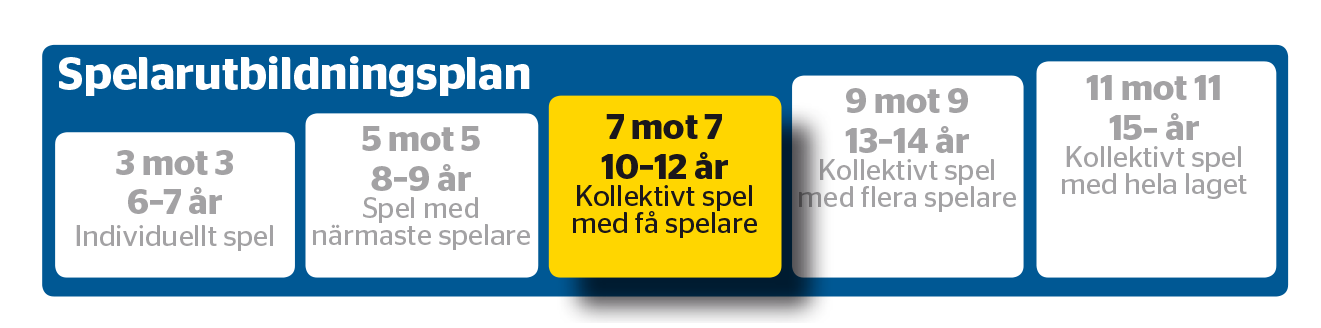 Spelarutbildningsplan
3 mot 3
6–7 år
Individuellt spel
5 mot 5
8–9 år
Spel med
närmaste spelare
7 mot 7
10–12 år
Kollektivt spel
med få spelare
9 mot 9
13–14 år
Kollektivt spel
med flera spelare
11 mot 11
15– år
Kollektivt spel
med hela laget